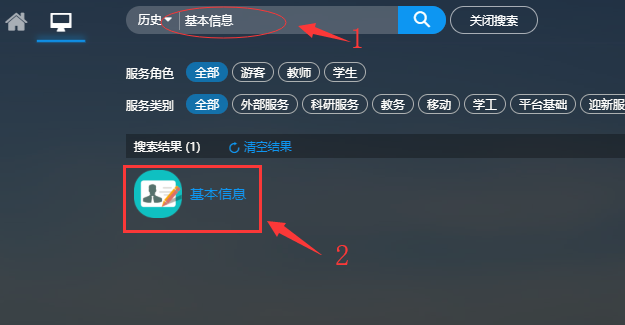 历史 基本信息 关闭搜索
1
服务角色 全部 游客 教师 学生
服务类别 全部 外部服务 科研服务 教务 移动 学工 平台基础 迎新服
搜索结果 (1) 清空结果
基本信息
2